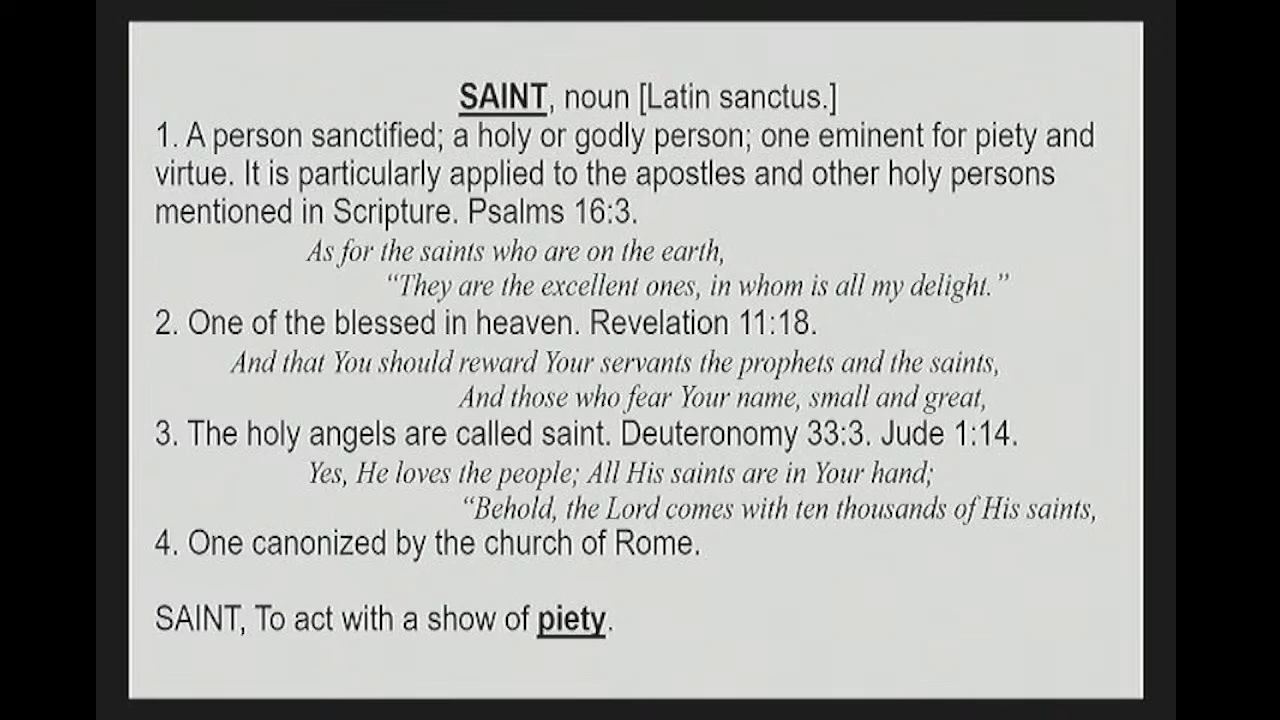 SAINT, noun [Latin sanctus.]
1. A person sanctified; a holy or godly person; one eminent for piety and
virtue. It is particularly applied to the apostles and other holy persons
mentioned in Scripture. Psalms 16:3.
As for the saints who are on the earth,
“They are the excellent ones, in whom is all my delight.”
2. One of the blessed in heaven. Revelation 11:18.
And that You should reward Your servants the prophets and the saints,
And those who fear Your name, small and great,
3. The holy angels are called saint. Deuteronomy 33:3. Jude 1:14.
Yes, He loves the people; All His saints are in Your hand;
“Behold, the Lord comes with ten thousands of His saints,
4. One canonized by the church of Rome.
SAINT, To act with a show of piety.